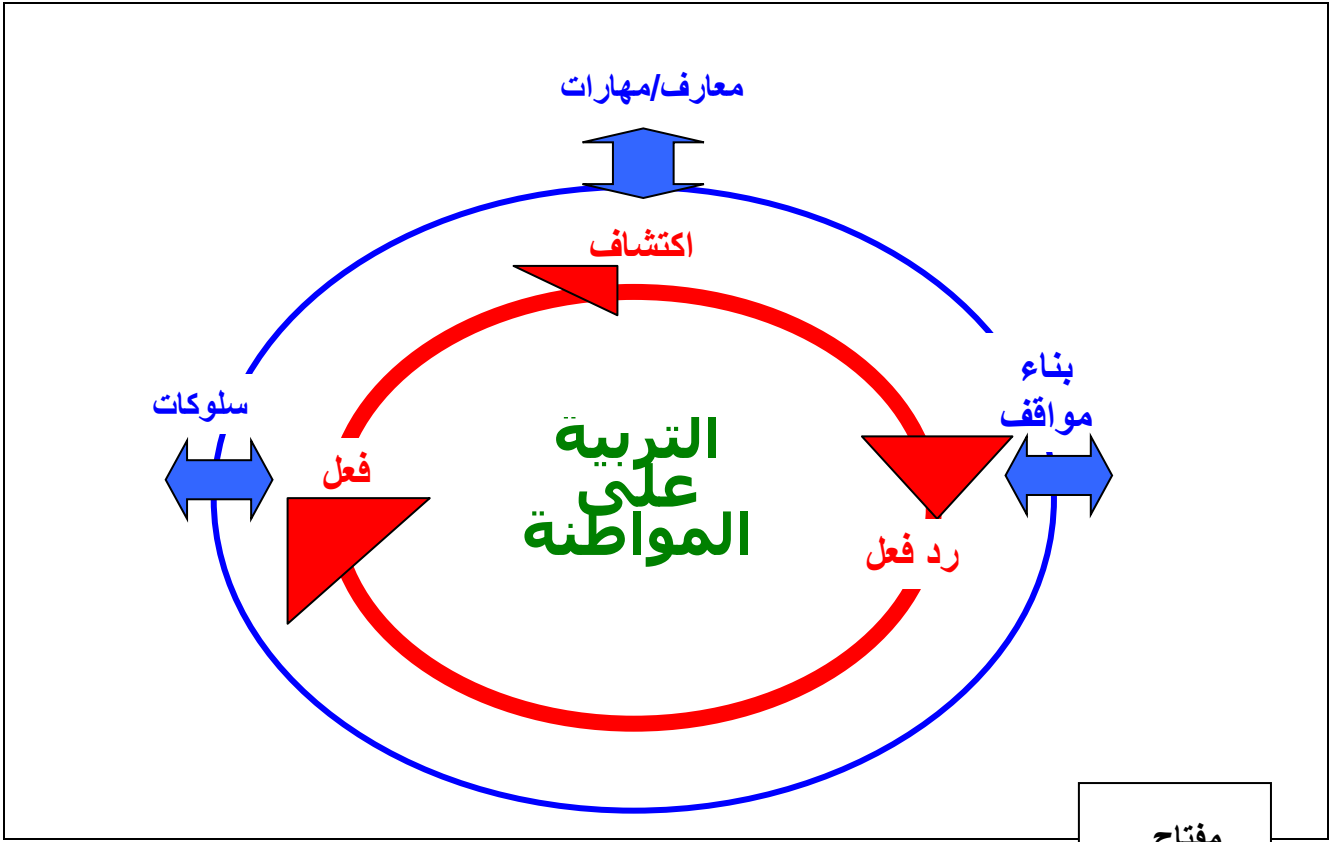 معارف/مهارات
اكتشاف
بناء
مواقف
سلوكات
التربية
على
المواطنة
فعل
رد فعل
مفتاح